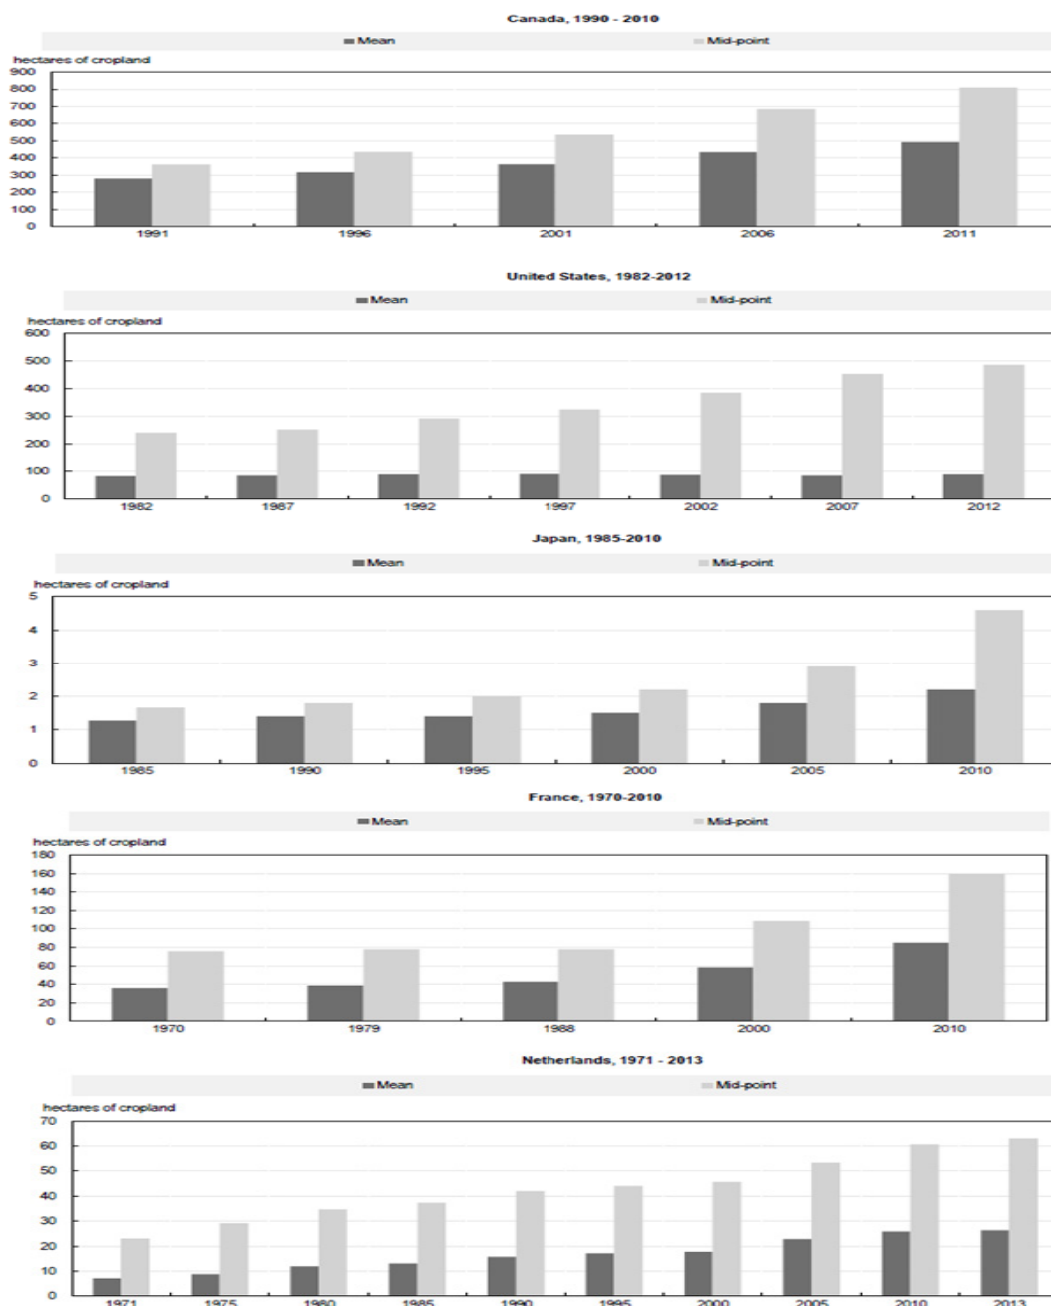 Canada, 1990 - 2010
Mean Mid-point
hectares of cropland
900
800
700
600
500
400
300
200
100
0
1991 1996 2001 2006 2011
United States, 1982-2012
Mean Mid-point
hectares of cropland
600
500
400
300
200
100
0
1982 1987 1992 1997 2002 2007 2012
Japan, 1985-2010
Mean Mid-point
hectares of cropland
5
4
3
2
1
0
1985 1990 1995 2000 2005 2010
France, 1970-2010
Mean Mid-point
hectares of cropland
180
160
140
120
100
80
60
40
20
0
1970 1979 1988 2000 2010
Netherlands, 1971 - 2013
Mean Mid-point
hectares of cropland
70
60
50
40
30
20
10
0
1971 1975 1980 1985 1990 1995 2000 2005 2010 2013